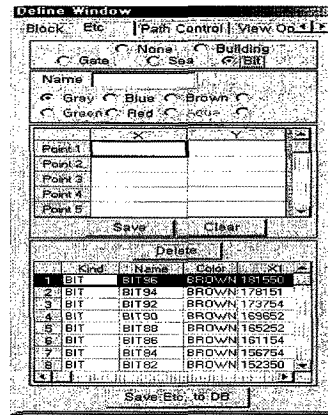 Define Window
Block Etc Path Control View Op
None Building
Gate Sea Bit
Name
Gray Blue Brown
Green Red Aqua
X Y
Point 1
Point 2
Point 3
Point 4
Point 5
Save Clear
Delete
Kind Name Color X1
1 BIT BIT96 BROWN 181550
2 BIT BIT94 BROWN 178151
3 BIT BIT92 BROWN 173754
4 BIT BIT90 BROWN 169652
5 BIT BIT88 BROWN 165252
6 BIT BIT86 BROWN 161154
7 BIT BIT84 BROWN 156754
8 BIT BIT82 BROWN 152350
Save Etc. to DB